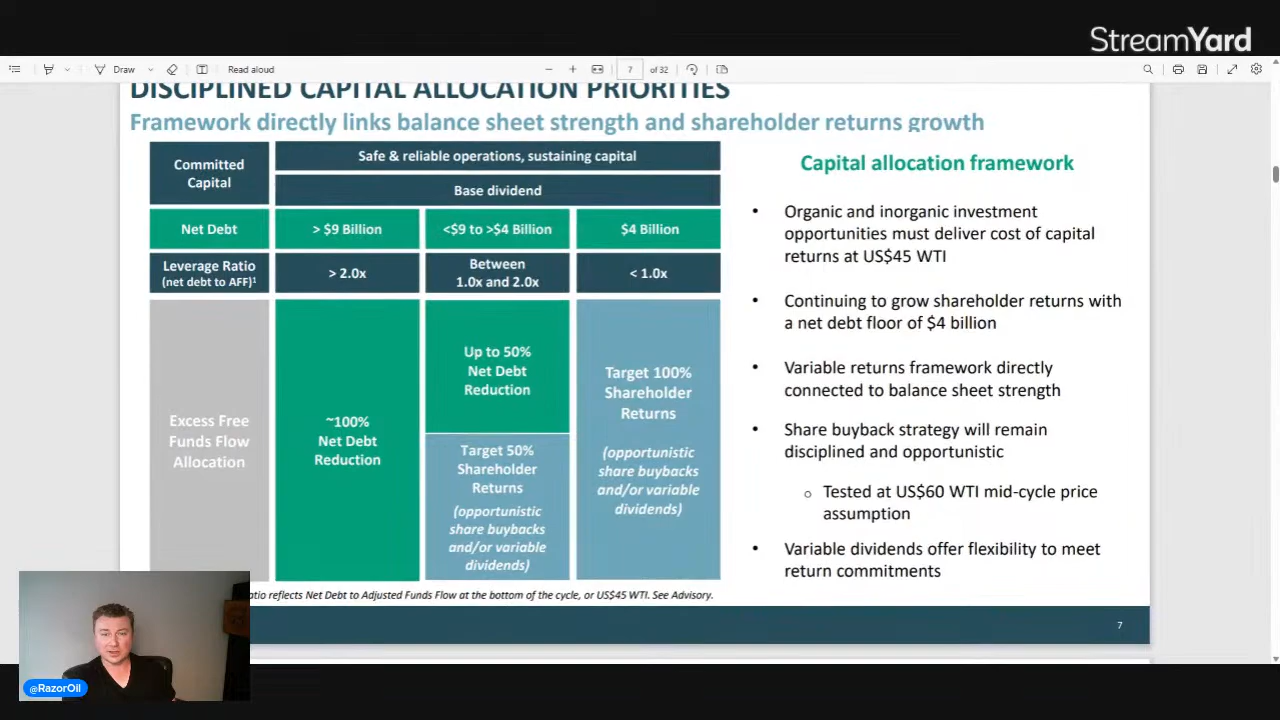 StreamYard
Draw
Read aloud
7
of 32
DISCIPLINED CAPITAL ALLOCATION PRIORITIES
Framework directly links balance sheet strength and shareholder returns growth
Committed
Capital
Safe & reliable operations, sustaining capital
Base dividend
Net Debt
> $9 Billion
<$9 to >$4 Billion
$4 Billion
Leverage Ratio
(net debt to AFF)¹
> 2.0x
Between
1.0x and 2.0x
< 1.0x
Excess Free
Funds Flow
Allocation
~100%
Net Debt
Reduction
Up to 50%
Net Debt
Reduction
Target 50%
Shareholder
Returns
(opportunistic
share buybacks
and/or variable
dividends)
Target 100%
Shareholder
Returns
(opportunistic
share buybacks
and/or variable
dividends)
Capital allocation framework
• Organic and inorganic investment
opportunities must deliver cost of capital
returns at US$45 WTI
• Continuing to grow shareholder returns with
a net debt floor of $4 billion
• Variable returns framework directly
connected to balance sheet strength
• Share buyback strategy will remain
disciplined and opportunistic
o Tested at US$60 WTI mid-cycle price
assumption
• Variable dividends offer flexibility to meet
return commitments
reflects Net Debt to Adjusted Funds Flow at the bottom of the cycle, or US$45 WTI. See Advisory.
7
@RazorOil